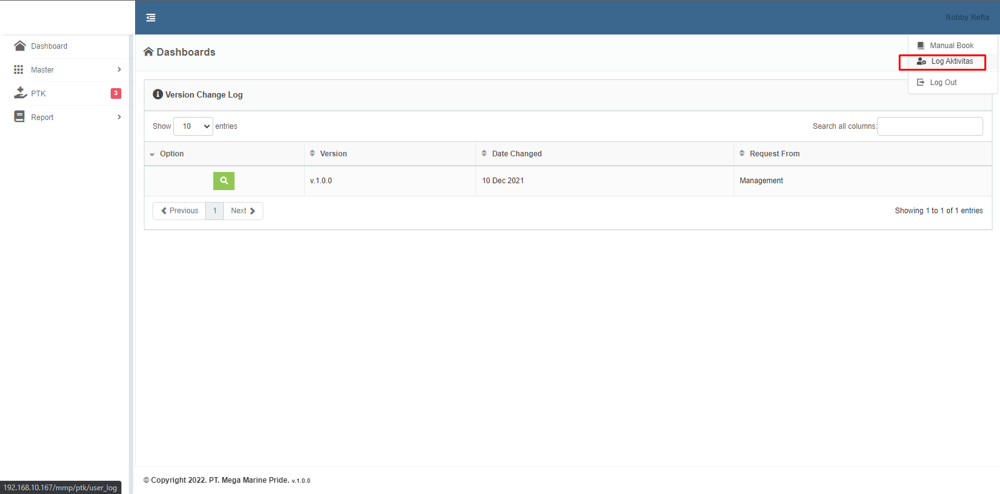 Robby Refta
Dashboard
Master
PTK 3
Report
Dashboards
Manual Book
Log Aktivitas
Log Out
Version Change Log
Show 10 entries
Search all columns:
Option Version Date Changed Request From
v.1.0.0 10 Dec 2021 Management
Previous 1 Next
Showing 1 to 1 of 1 entries
© Copyright 2022. PT. Mega Marine Pride. v.1.0.0
192.168.10.167/mmp/ptk/user_log